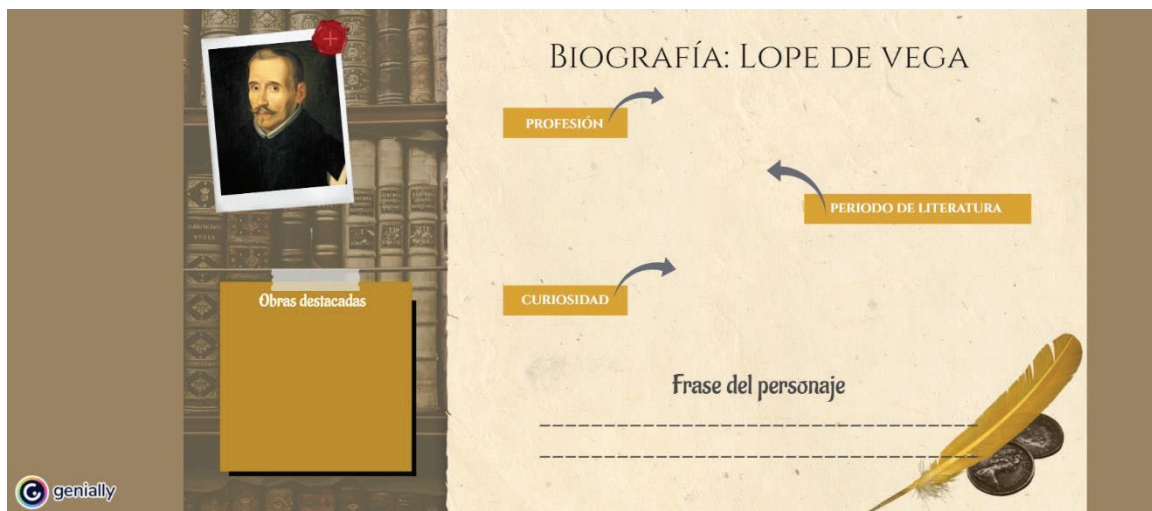 BIOGRAFÍA: LOPE DE VEGA
PROFESIÓN
PERIODO DE LITERATURA
CURIOSIDAD
Obras destacadas
Frase del personaje
genially